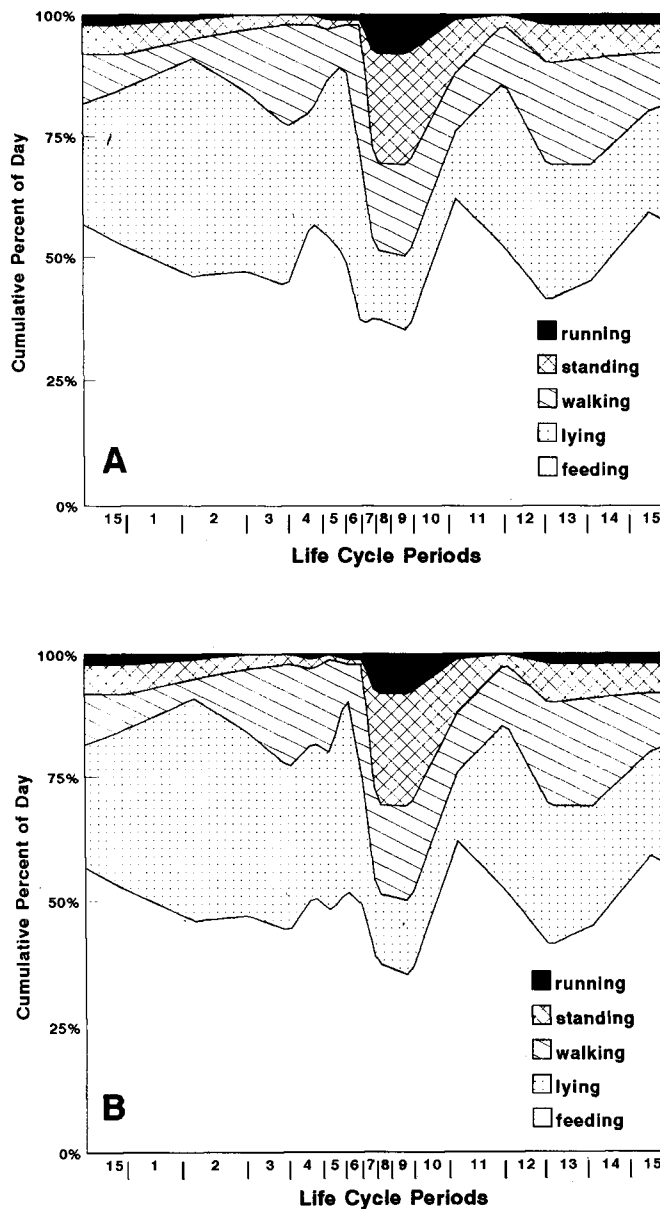 100%
75%
50%
25%
0%
Cumulative Percent of Day
A
running
standing
walking
lying
feeding
15 1 2 3 4 5 6 7 8 9 10 11 12 13 14 15
Life Cycle Periods
100%
75%
50%
25%
0%
Cumulative Percent of Day
B
running
standing
walking
lying
feeding
15 1 2 3 4 5 6 7 8 9 10 11 12 13 14 15
Life Cycle Periods